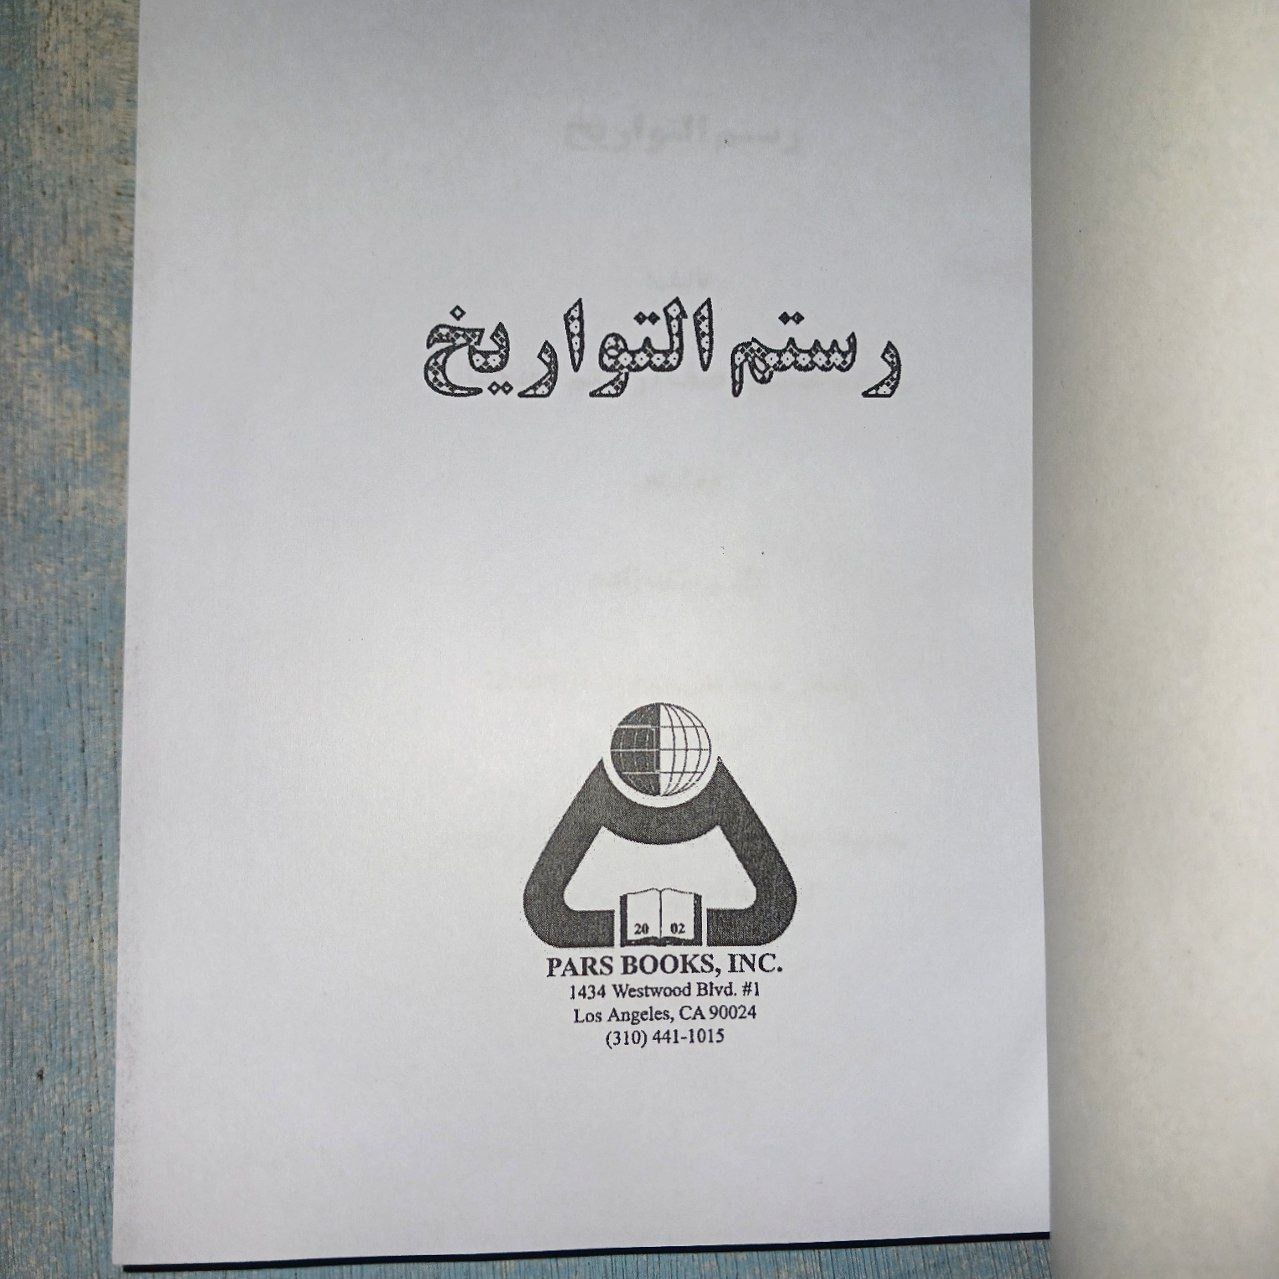 رستم التواریخ
20 02
PARS BOOKS, INC.
1434 Westwood Blvd. #1
Los Angeles, CA 90024
(310) 441-1015